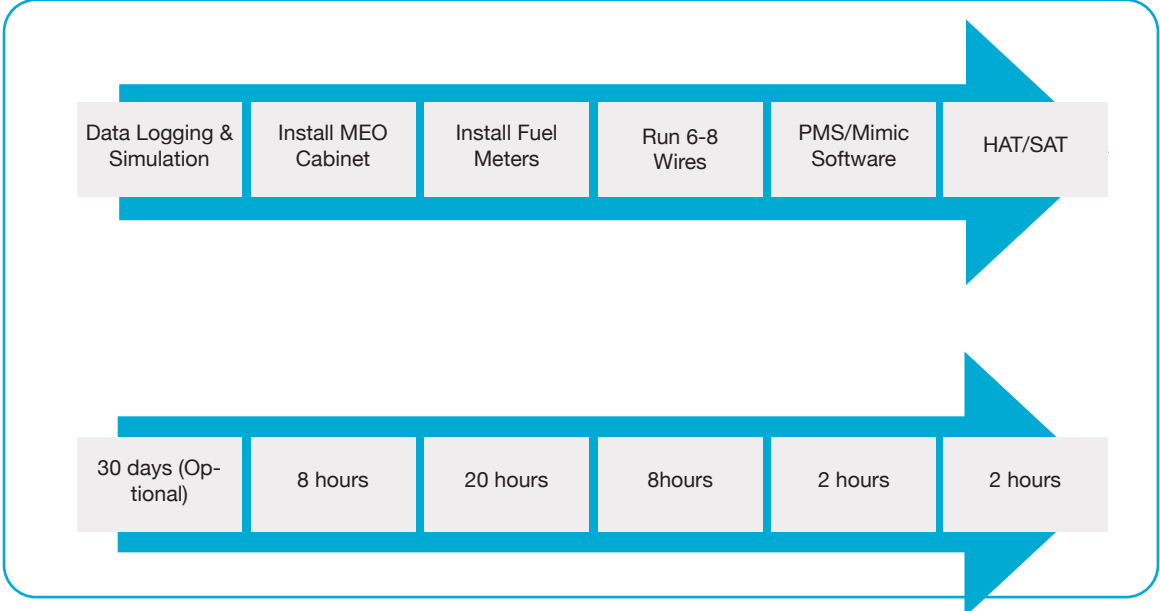 Data Logging &
Simulation
Install MEO
Cabinet
Install Fuel
Meters
Run 6-8
Wires
PMS/Mimic
Software
HAT/SAT
30 days (Op-
tional)
8 hours
20 hours
8hours
2 hours
2 hours